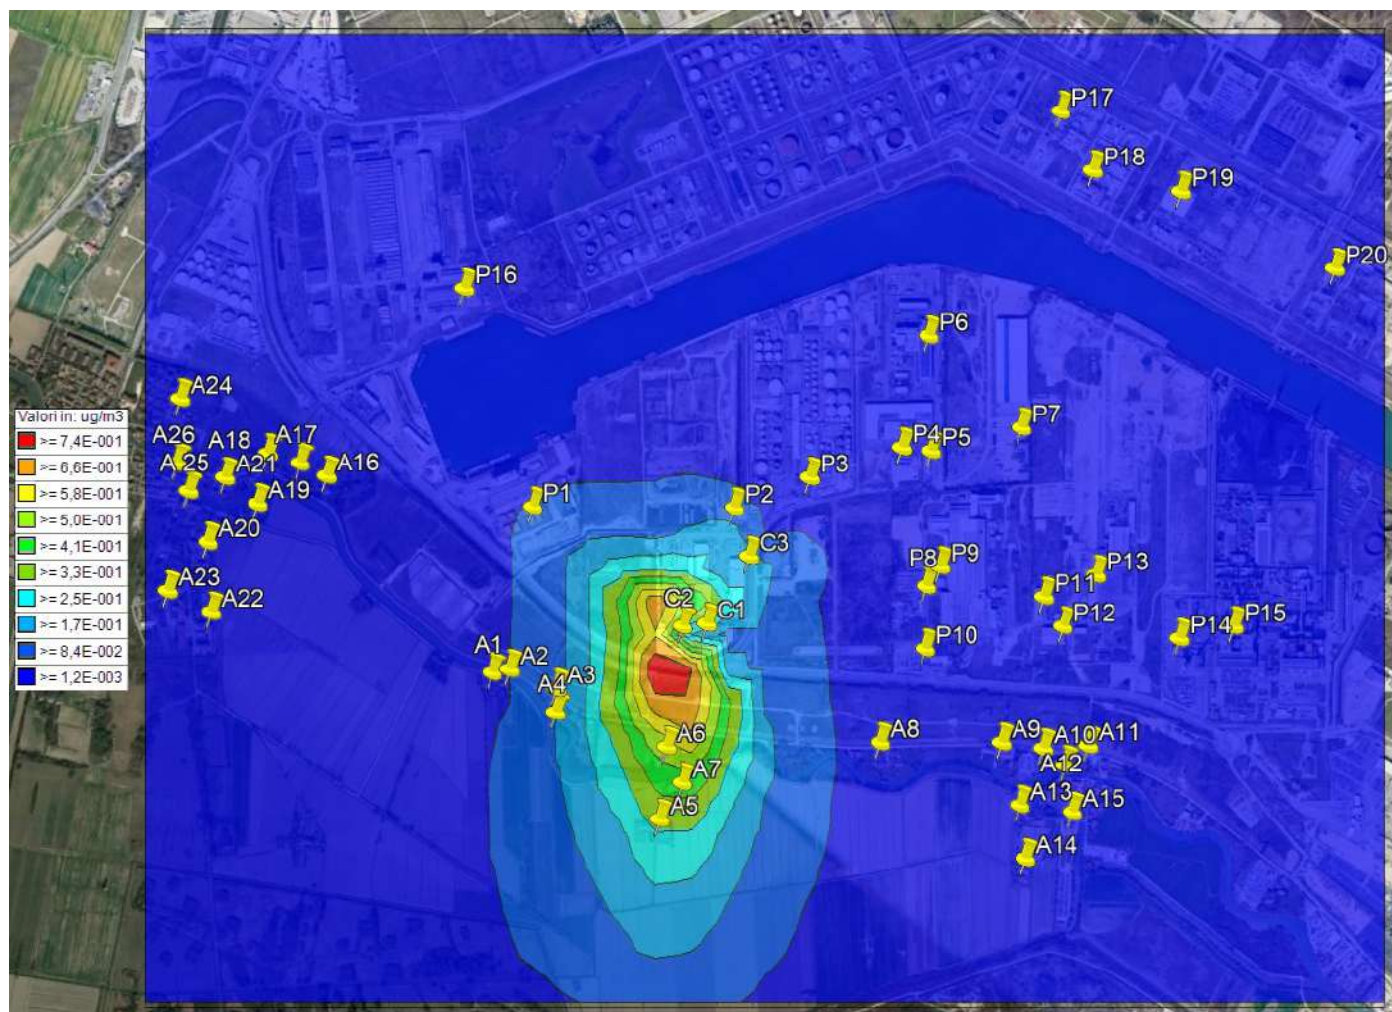 P17
P18
P19
P20
P16
P6
A24
P7
Valori in: ug/m3
>= 7,4E-001
>= 6,6E-001
>= 5,8E-001
>= 5,0E-001
>= 4,1E-001
>= 3,3E-001
>= 2,5E-001
>= 1,7E-001
>= 8,4E-002
>= 1,2E-003
A26
A18
A17
P4
P5
A25
A21
A16
P3
A19
P1
P2
A20
C3
P8
P9
P13
A23
A22
P11
C2
C1
P12
P14
P15
P10
A1
A2
A3
A4
A6
A8
A9
A10
A11
A12
A7
A5
A13
A15
A14